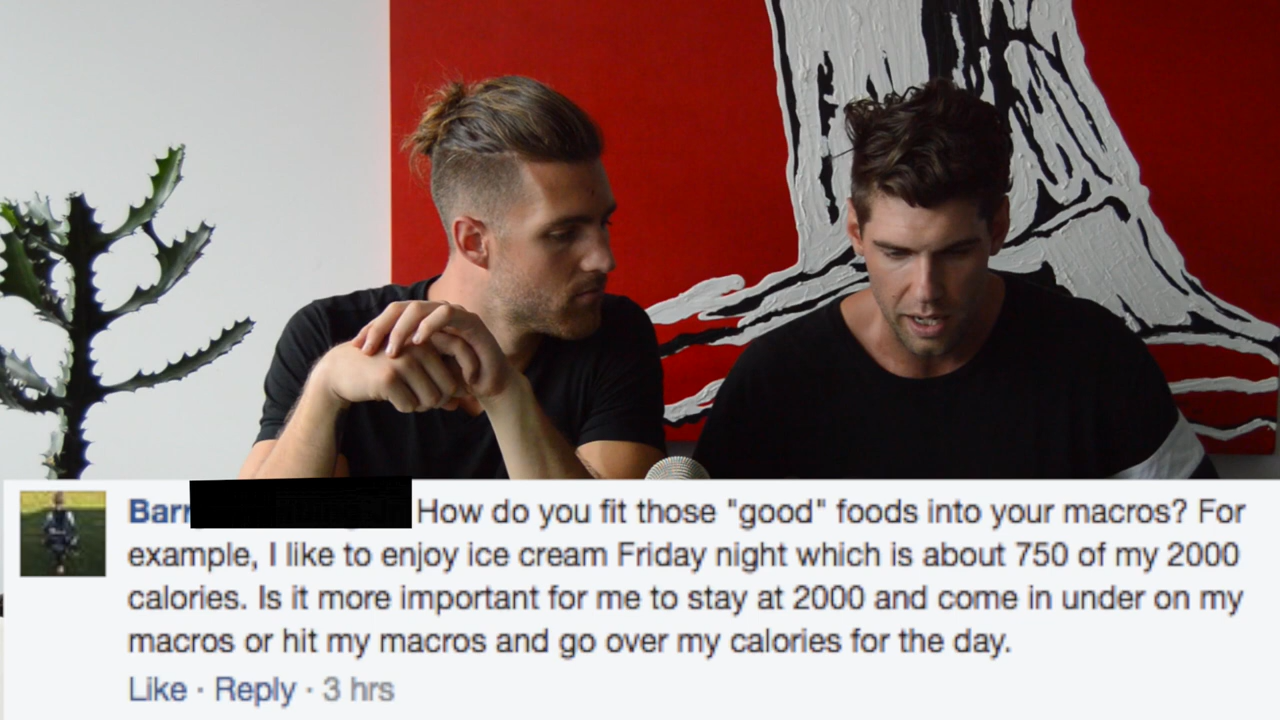 Barr How do you fit those "good" foods into your macros? For
example, I like to enjoy ice cream Friday night which is about 750 of my 2000
calories. Is it more important for me to stay at 2000 and come in under on my
macros or hit my macros and go over my calories for the day.
Like · Reply · 3 hrs